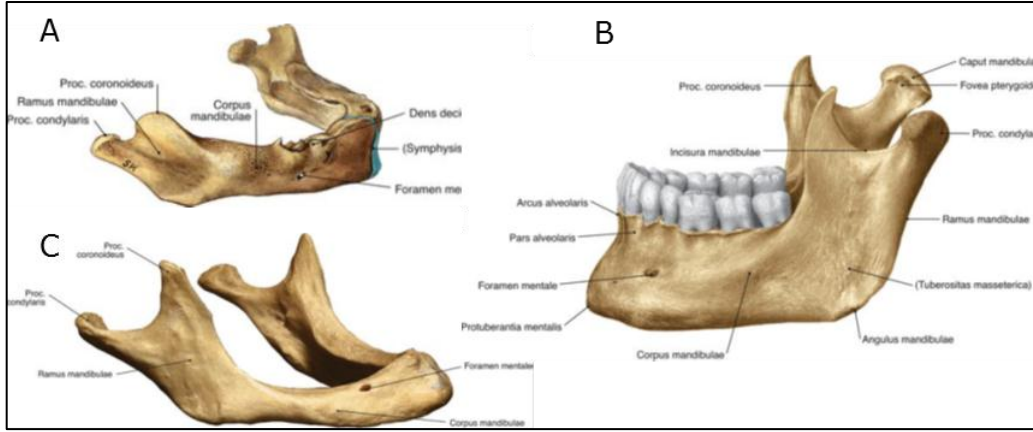 A
Proc. coronoideus
Ramus mandibulae
Proc. condylaris
Corpus
mandibulae
Dens deci
(Symphysis
Foramen me
SH
B
Proc. coronoideus
Caput mandibula
Fovea pterygoide
Proc. condyla
Incisura mandibulae
Arcus alveolaris
Pars alveolaris
Ramus mandibulae
Foramen mentale
(Tuberositas masseterica)
Protuberantia mentalis
Angulus mandibulae
Corpus mandibulae
C
Proc.
coronoideus
Proc.
condylaris
Ramus mandibulae
Foramen mentale
Corpus mandibulae